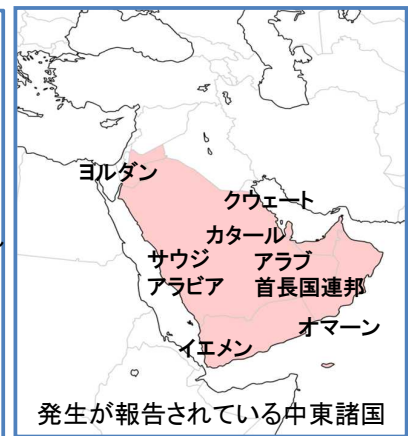 ヨルダン
クウェート
カタール
サウジ
アラビア
アラブ
首長国連邦
オマーン
イエメン
発生が報告されている中東諸国